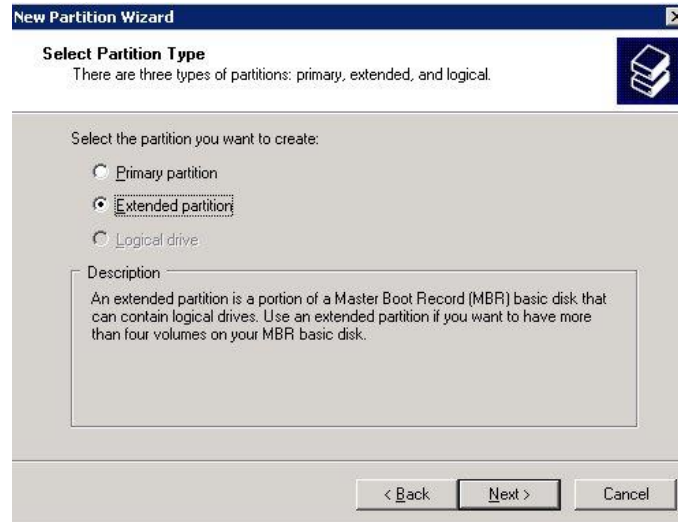 New Partition Wizard
Select Partition Type
There are three types of partitions: primary, extended, and logical.
Select the partition you want to create:
Primary partition
Extended partition
Logical drive
Description
An extended partition is a portion of a Master Boot Record (MBR) basic disk that
can contain logical drives. Use an extended partition if you want to have more
than four volumes on your MBR basic disk.
< Back
Next >
Cancel